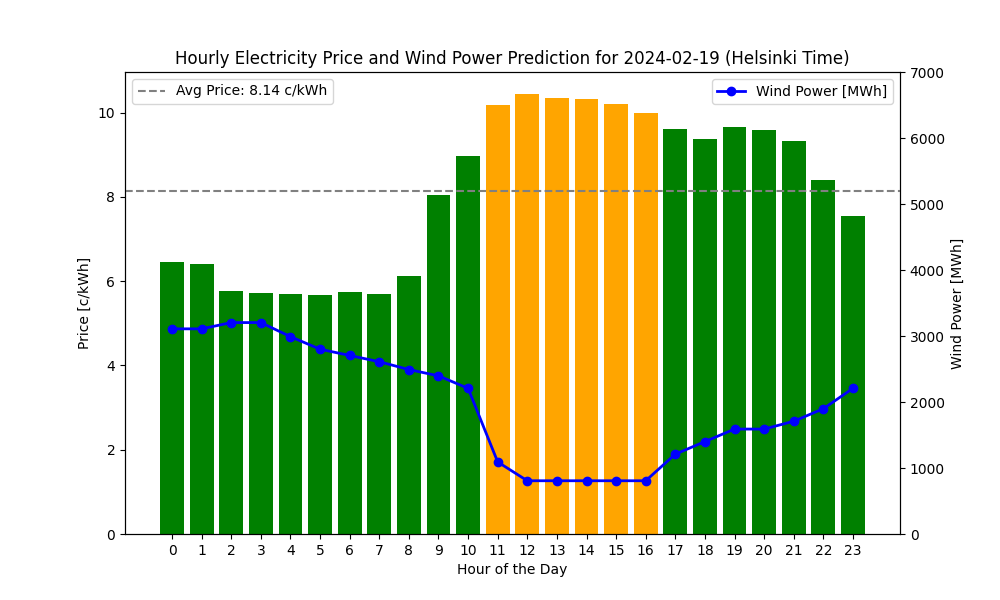 Hourly Electricity Price and Wind Power Prediction for 2024-02-19 (Helsinki Time)
Avg Price: 8.14 c/kWh
Wind Power [MWh]
10
8
6
4
2
0
Price [c/kWh]
7000
6000
5000
4000
3000
2000
1000
0
Wind Power [MWh]
0 1 2 3 4 5 6 7 8 9 10 11 12 13 14 15 16 17 18 19 20 21 22 23
Hour of the Day